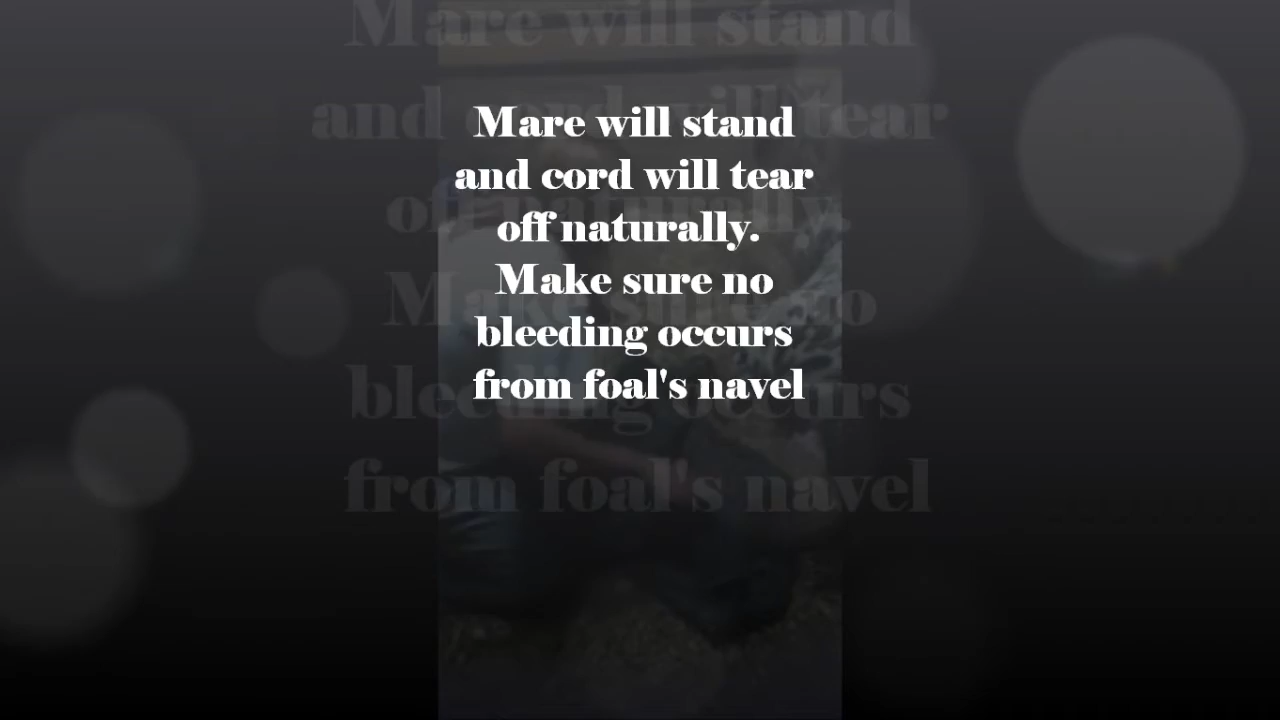 Mare will stand
and cord will tear
off naturally.
Make sure no
bleeding occurs
from foal's navel